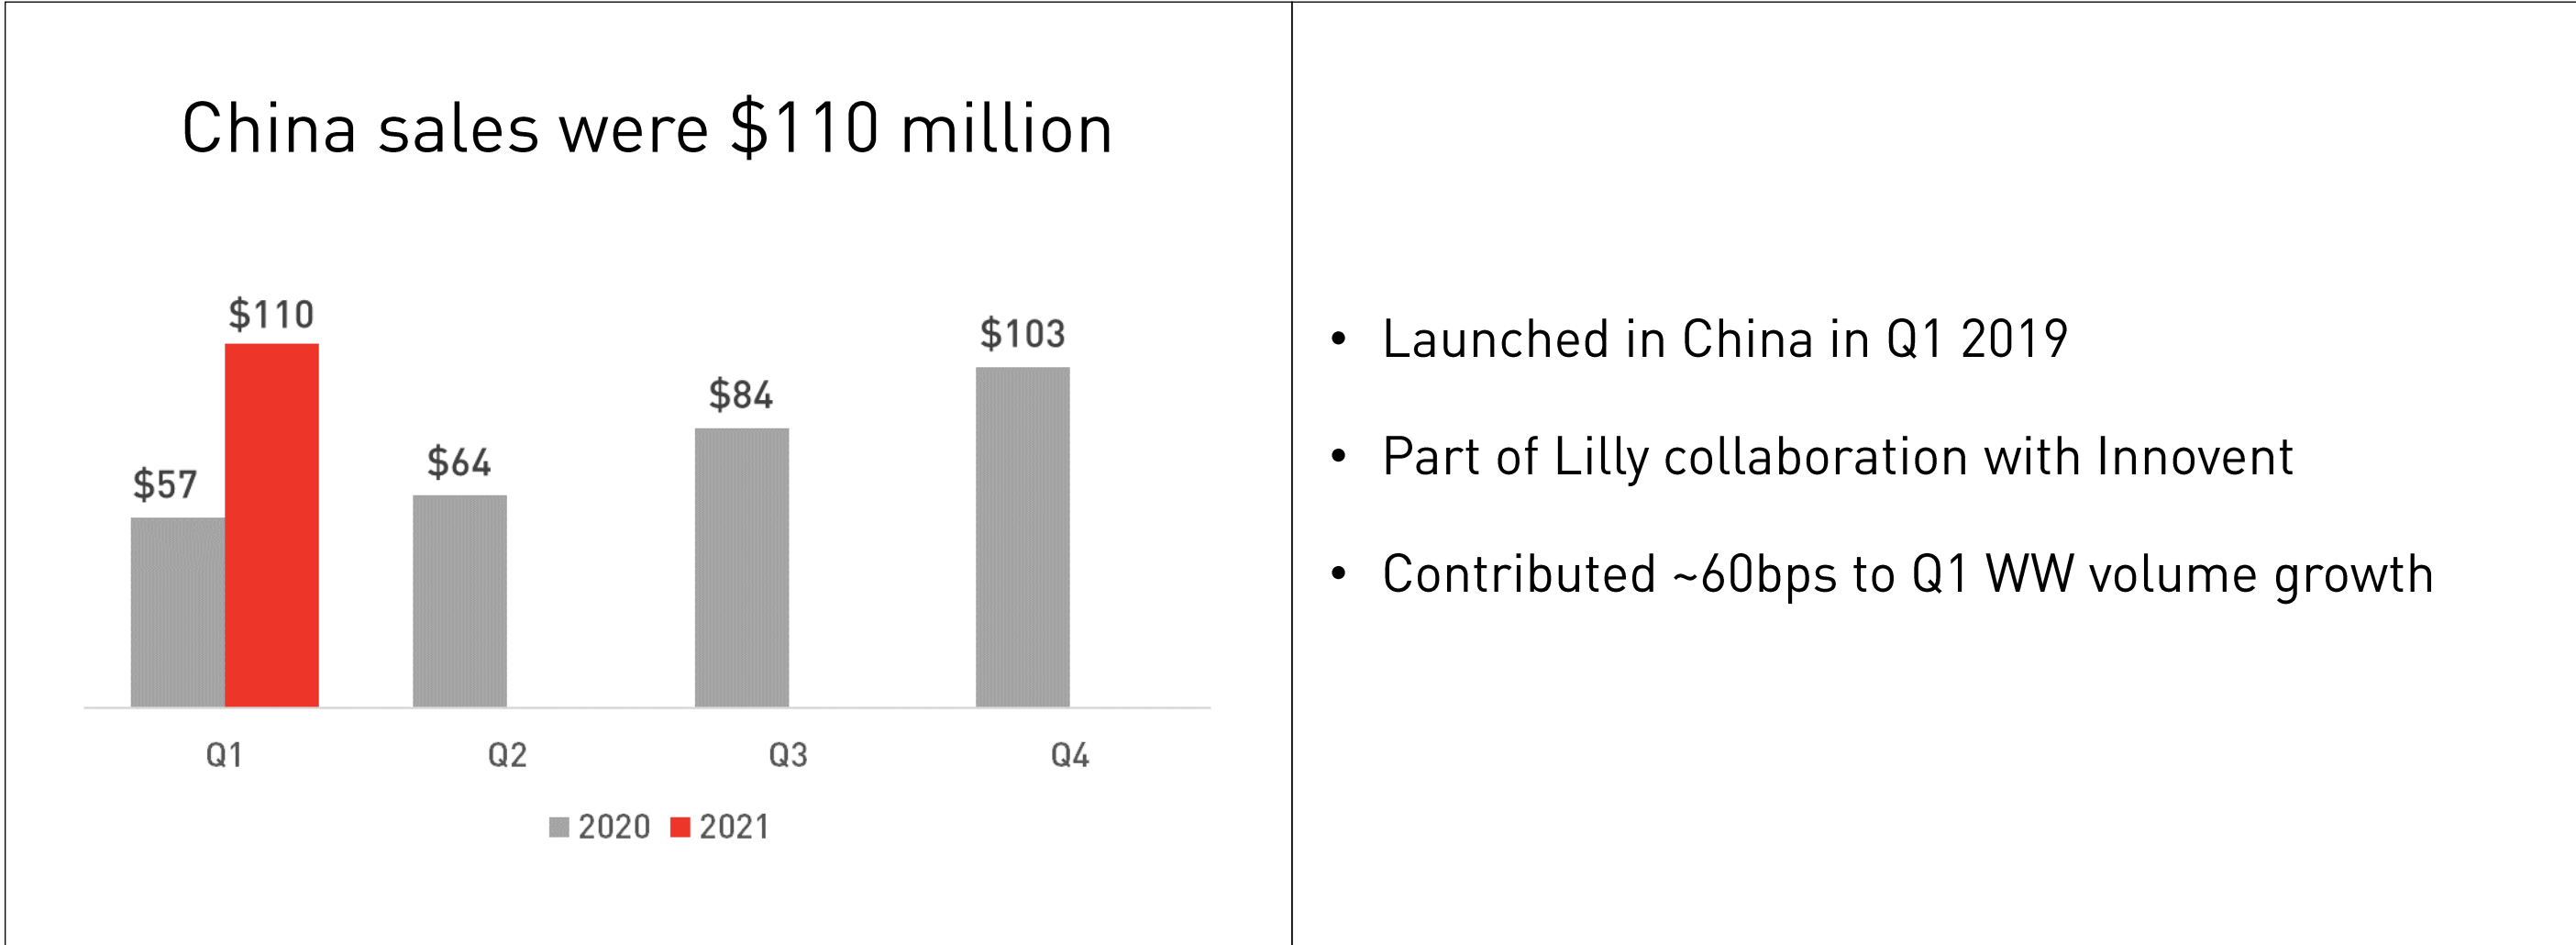 China sales were $110 million
$110
$103
$84
$64
$57
Q1 Q2 Q3 Q4
2020 2021
• Launched in China in Q1 2019
• Part of Lilly collaboration with Innovent
• Contributed ~60bps to Q1 WW volume growth